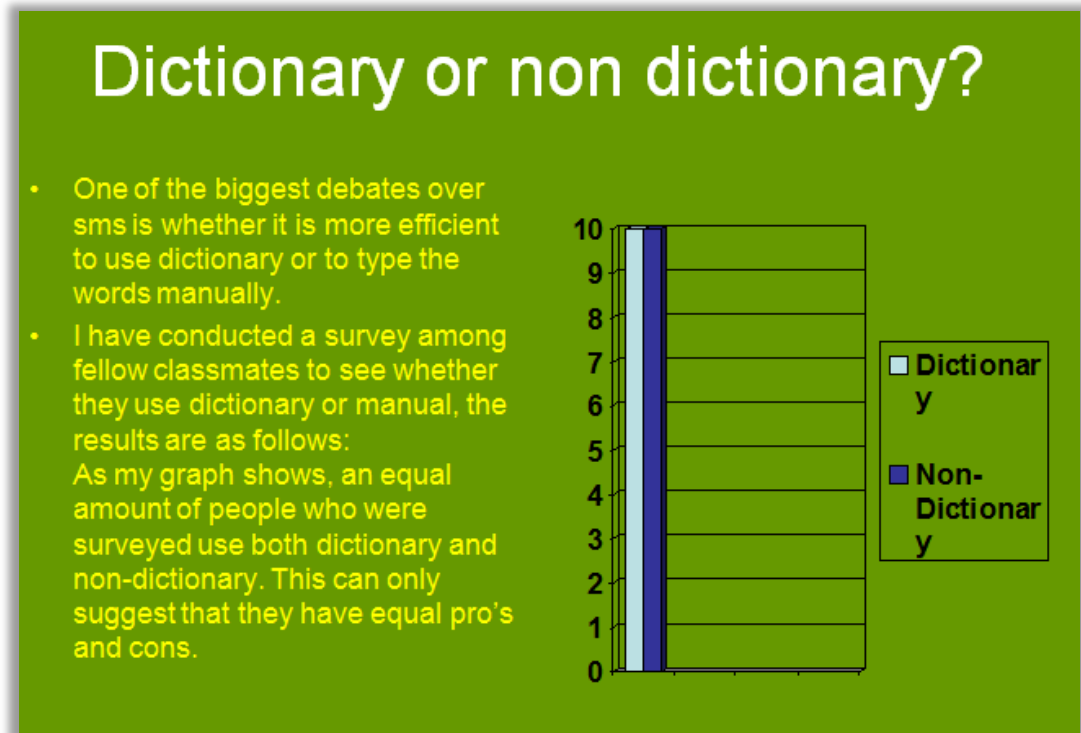 Dictionary or non dictionary?
• One of the biggest debates over
sms is whether it is more efficient
to use dictionary or to type the
words manually.
• I have conducted a survey among
fellow classmates to see whether
they use dictionary or manual, the
results are as follows:
As my graph shows, an equal
amount of people who were
surveyed use both dictionary and
non-dictionary. This can only
suggest that they have equal pro's
and cons.
10
9
8
7
6
5
4
3
2
1
0
Dictionar
y
Non-
Dictionar
y